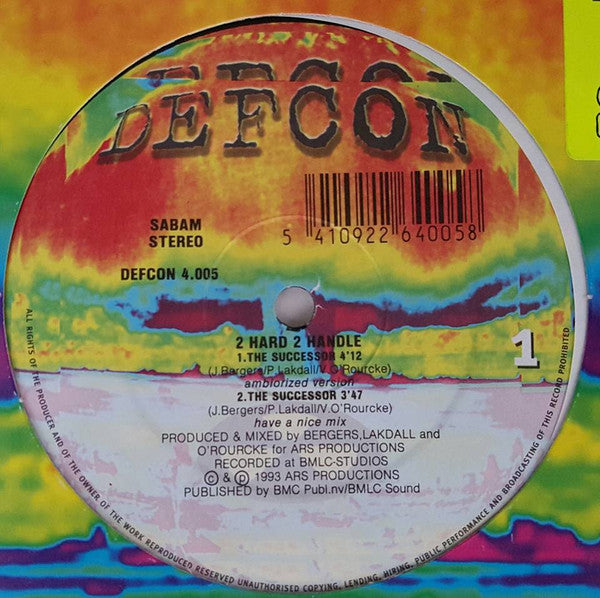 DEFCON
SABAM
STEREO
5 410922 640058
DEFCON 4.005
2 HARD 2 HANDLE
1.THE SUCCESSOR 4'12
(J.Bergers/P.Lakdall/V.O'Rourcke)
amblorized version
2.THE SUCCESSOR 3'47
(J.Bergers/P.Lakdall/V.O'Rourcke)
have a nice mix
PRODUCED & MIXED by BERGERS,LAKDALL and
O'ROURCKE for ARS PRODUCTIONS
RECORDED at BMLC-STUDIOS
© & ℗ 1993 ARS PRODUCTIONS
PUBLISHED by BMC Publ.nv/BMLC Sound
1
ALL RIGHTS OF THE PRODUCER AND OF THE OWNER OF THE WORK REPRODUCED RESERVED UNAUTHORISED COPYING, LENDING, HIRING, PUBLIC PERFORMANCE AND BROADCASTING OF THIS RECORD PROHIBITED